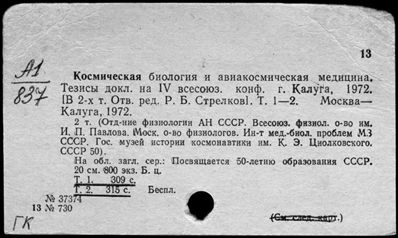 13
А1
837
Космическая биология и авиакосмическая медицина.
Тезисы докл. на IV всесоюз. конф. г. Калуга, 1972.
[В 2-х т. Отв. ред. Р. Б. Стрелков]. Т. 1—2. Москва—
Калуга, 1972.
2 т. (Отд-ние физиологии АН СССР. Всесоюз. физиол. о-во им.
И. П. Павлова. Моск. о-во физиологов. Ин-т мед.-биол. проблем МЗ
СССР. Гос. музей истории космонавтики им. К. Э. Циолковского.
СССР 50).
На обл. загл. сер.: Посвящается 50-летию образования СССР.
20 см. 800 экз. Б. ц.
Т. 1. 309 с.
Т. 2. 315 с. Беспл.
№ 37374
13 № 730
ГК
(См. след. карт.)